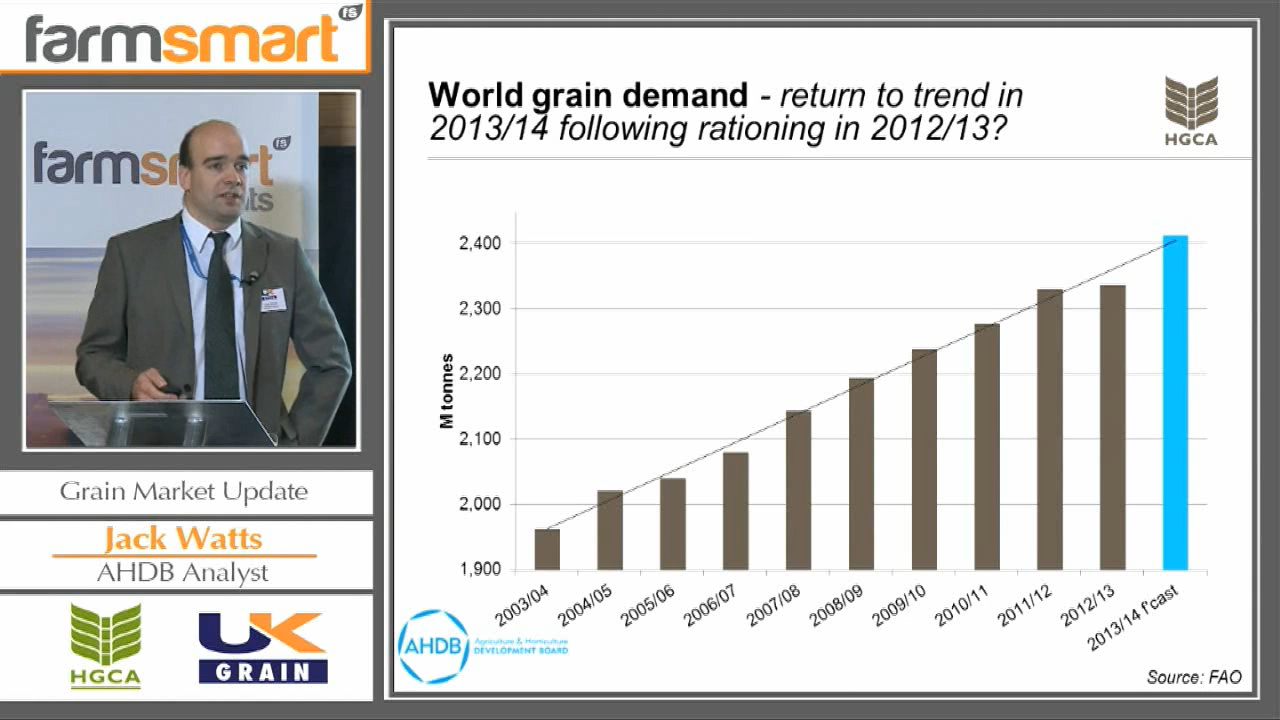 farmsmart fs
farmsmart fs
Grain Market Update
Jack Watts
AHDB Analyst
HGCA
UK
GRAIN
World grain demand - return to trend in
2013/14 following rationing in 2012/13?
HGCA
M tonnes
2,400
2,300
2,200
2,100
2,000
1,900
2003/04
2004/05
2005/06
2006/07
2007/08
2008/09
2009/10
2010/11
2011/12
2012/13
2013/14 f'cast
AHDB
Agriculture & Horticulture
DEVELOPMENT BOARD
Source: FAO